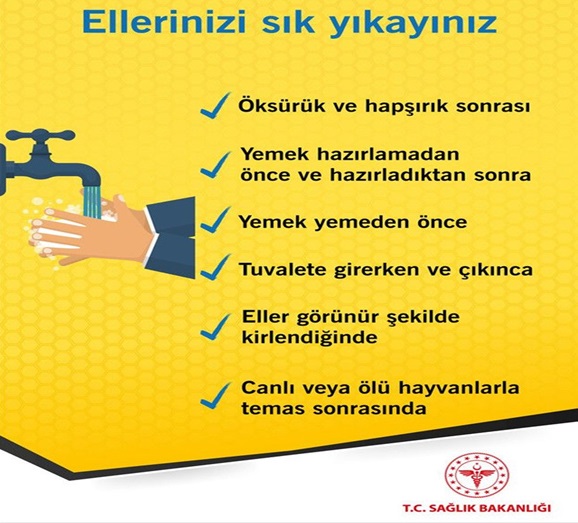 Ellerinizi sık yıkayınız
Öksürük ve hapşırık sonrası
Yemek hazırlamadan
önce ve hazırladıktan sonra
Yemek yemeden önce
Tuvalete girerken ve çıkınca
Eller görünür şekilde
kirlendiğinde
Canlı veya ölü hayvanlarla
temas sonrasında
T.C. SAĞLIK BAKANLIĞI